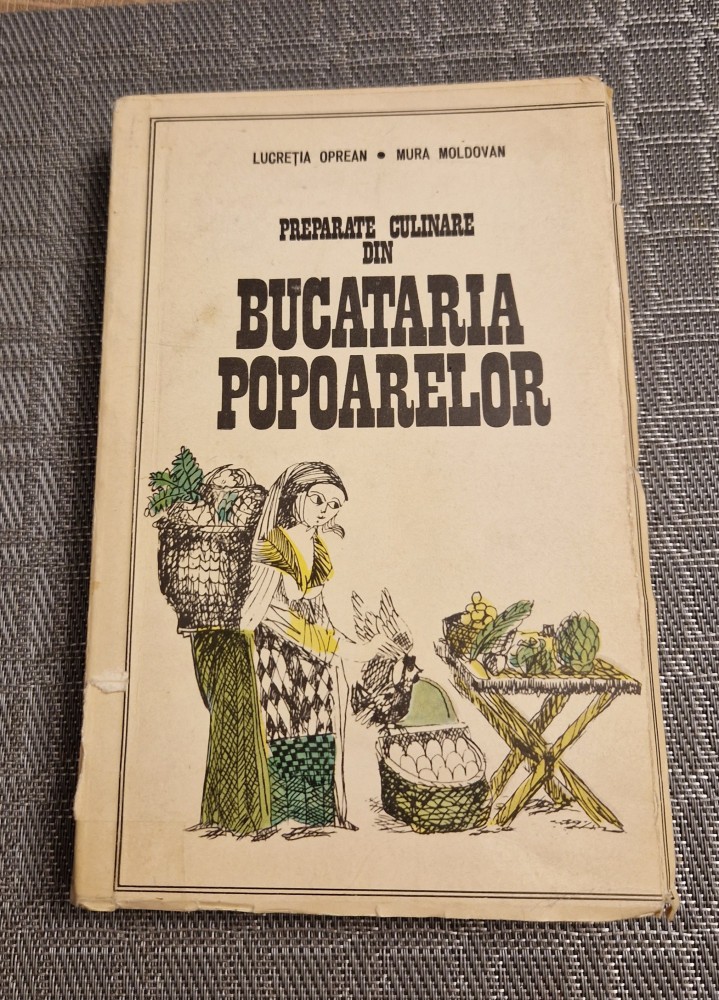 LUCREȚIA OPREAN • MURA MOLDOVAN
PREPARATE CULINARE
DIN
BUCATARIA
POPOARELOR